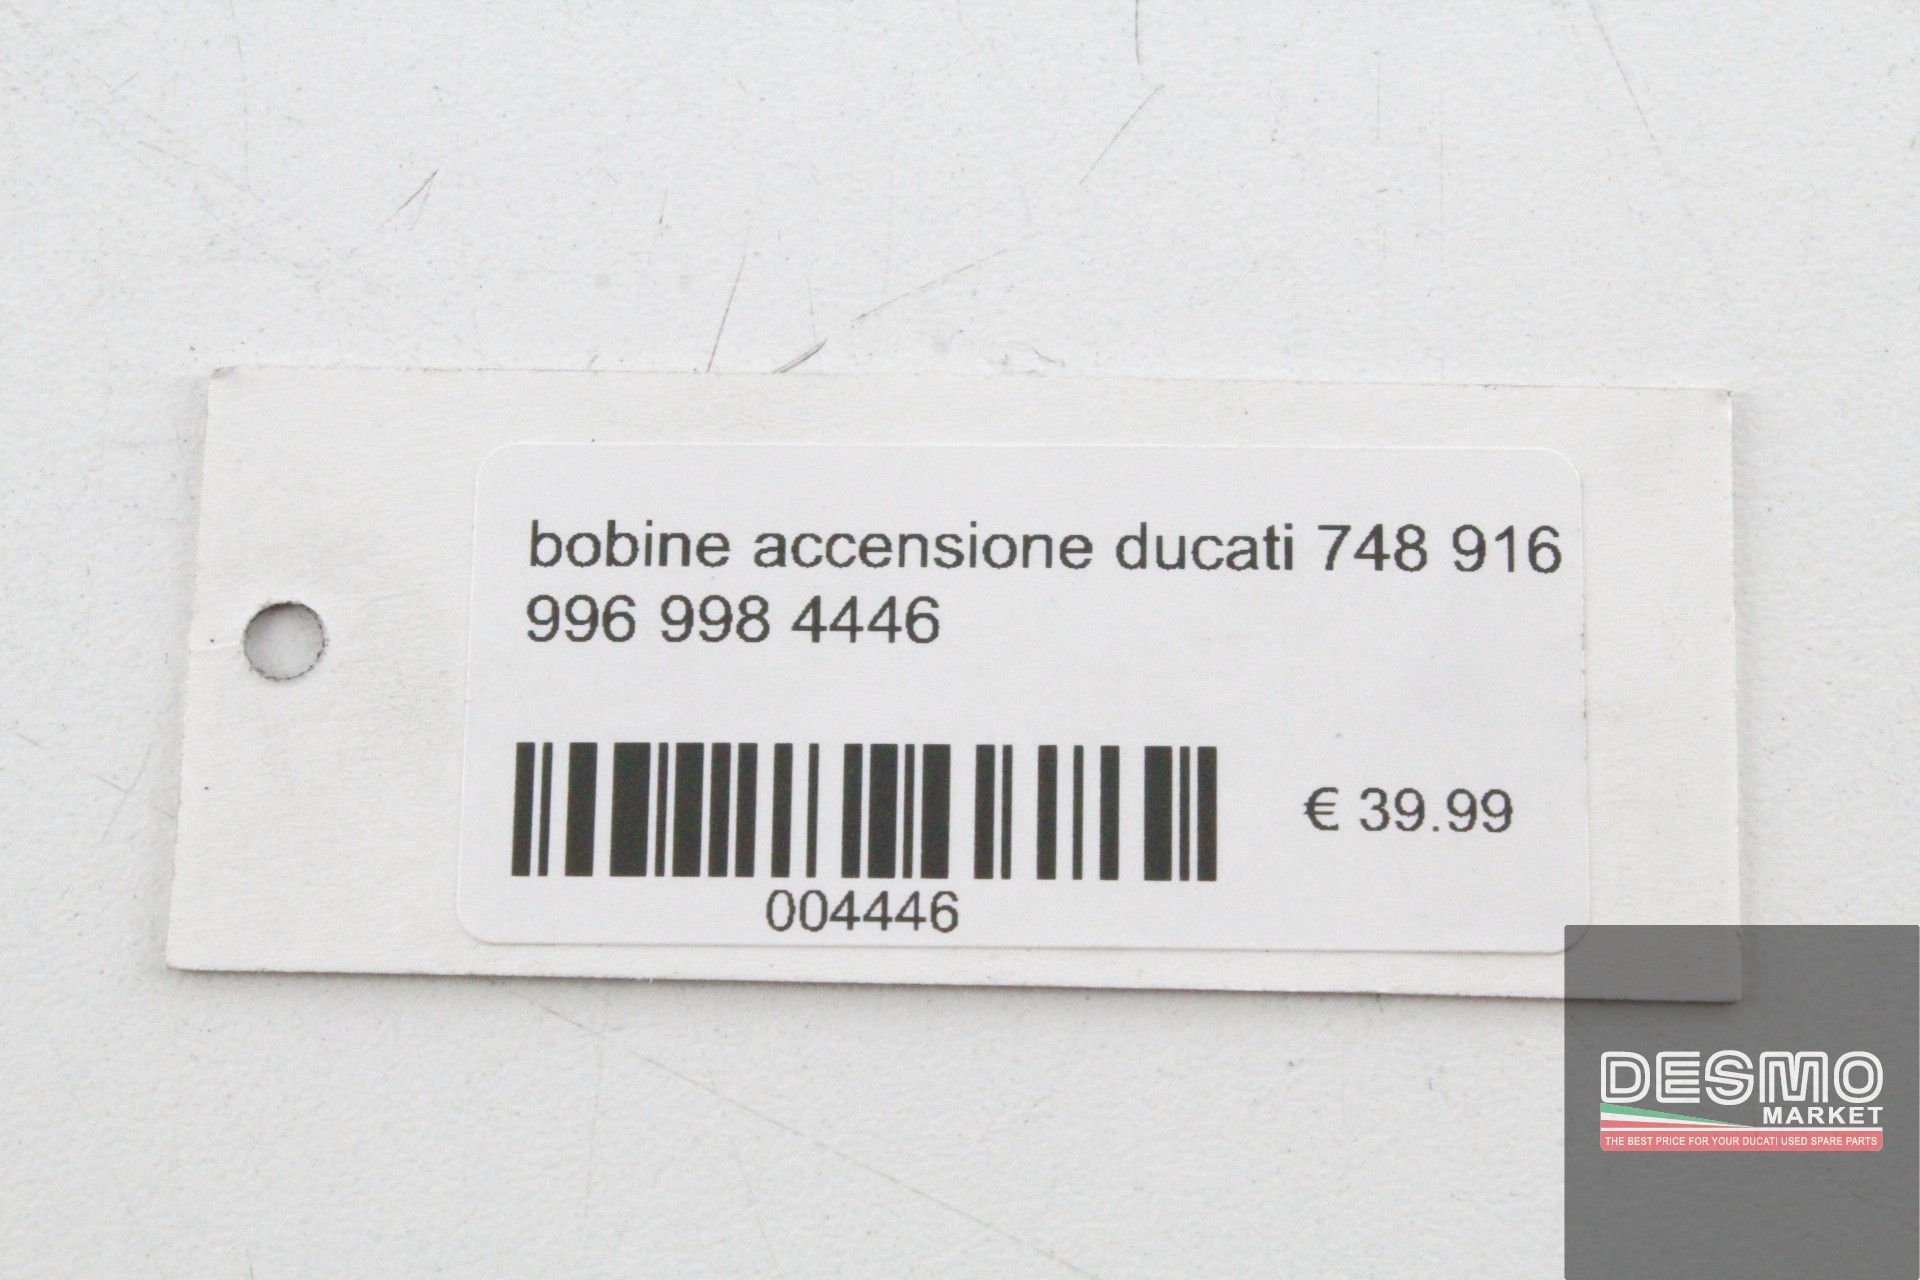 bobine accensione ducati 748 916
996 998 4446
€ 39.99
004446
DESMO
MARKET
THE BEST PRICE FOR YOUR DUCATI USED SPARE PARTS